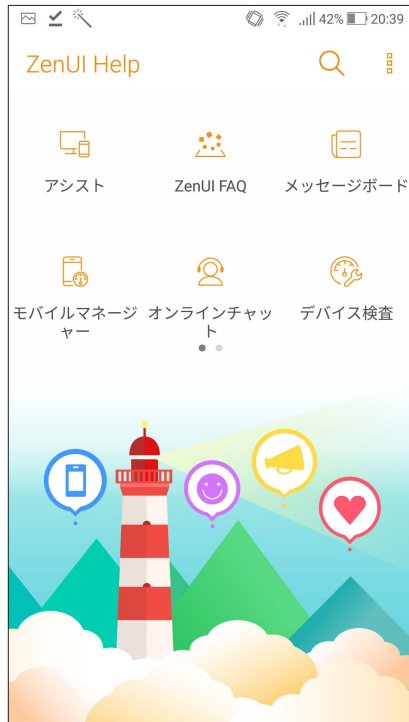 42% 20:39
ZenUI Help
アシスト
ZenUI FAQ
メッセージボード
モバイルマネージ
ャー
オンラインチャッ
ト
デバイス検査